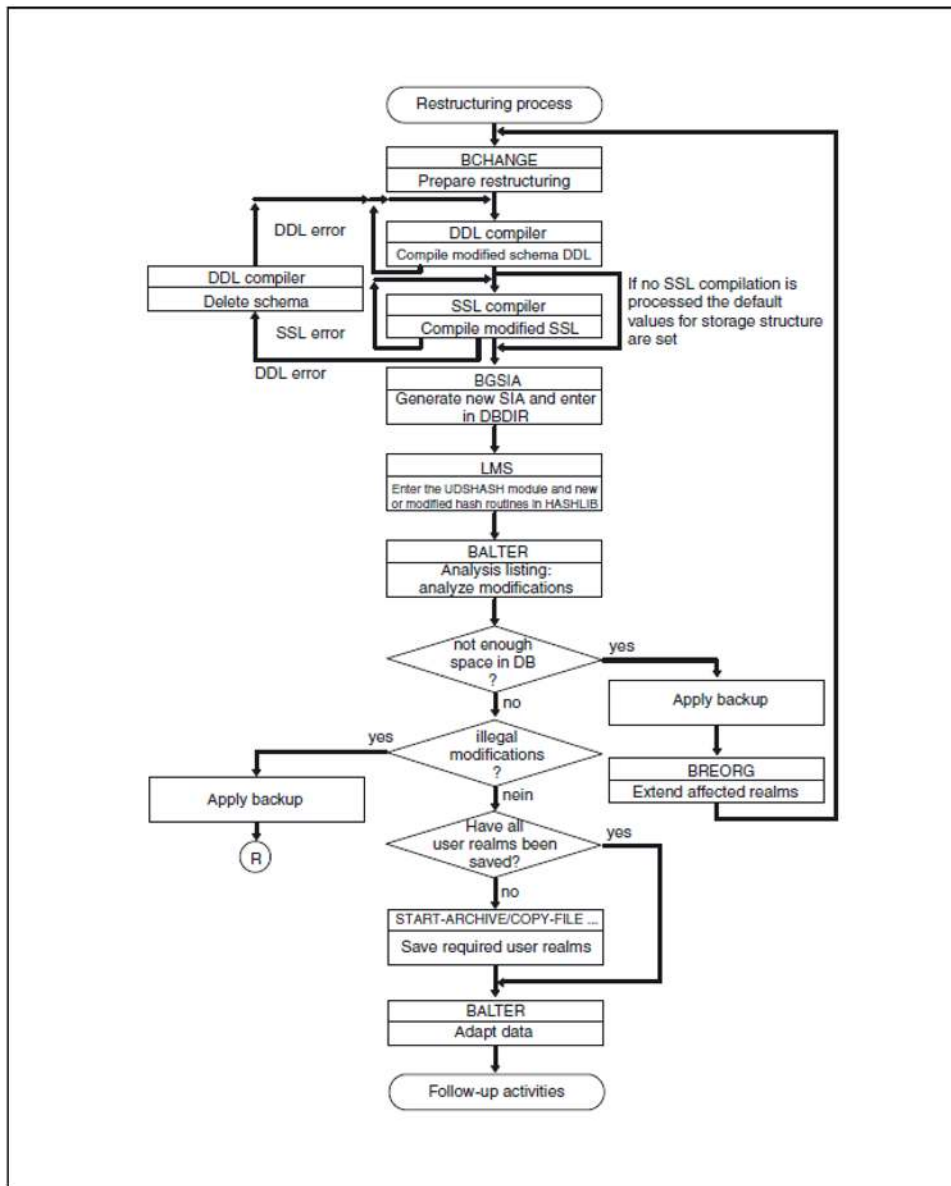 Restructuring process
BCHANGE
Prepare restructuring
DDL error
DDL compiler
Compile modified schema DDL
DDL compiler
Delete schema
If no SSL compilation is
processed the default
values for storage structure
are set
SSL compiler
Compile modified SSL
SSL error
DDL error
BGSIA
Generate new SIA and enter
in DBDIR
LMS
Enter the UDSHASH module and new
or modified hash routines in HASHLIB
BALTER
Analysis listing:
analyze modifications
not enough
space in DB
?
yes
no
Apply backup
yes
illegal
modifications
?
BREORG
Extend affected realms
Apply backup
nein
R
Have all
user realms been
saved?
yes
no
START-ARCHIVE/COPY-FILE ...
Save required user realms
BALTER
Adapt data
Follow-up activities